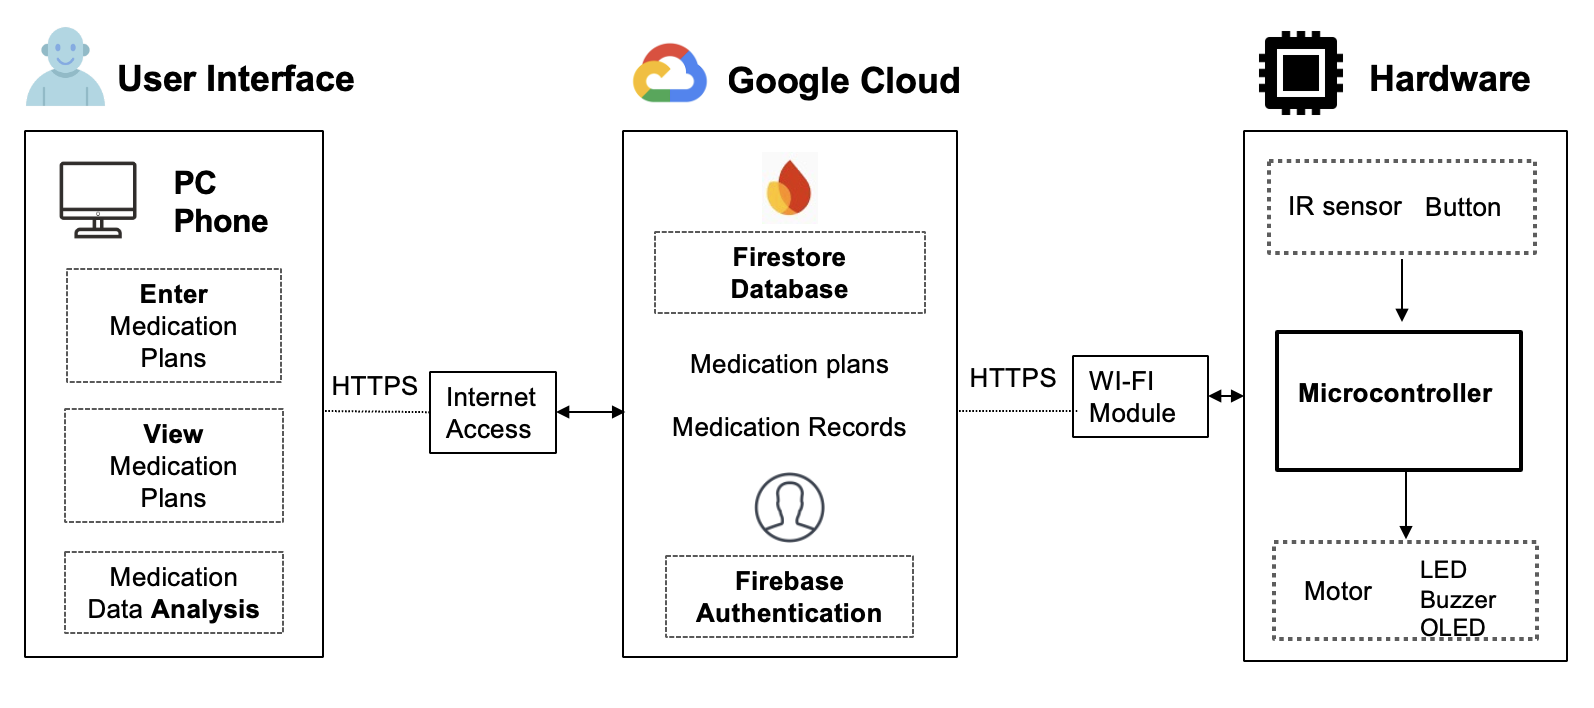 User Interface
Google Cloud
Hardware
PC
Phone
Enter
Medication
Plans
View
Medication
Plans
Medication
Data Analysis
HTTPS
Internet
Access
Firestore
Database
Medication plans
Medication Records
Firebase
Authentication
HTTPS
WI-FI
Module
IR sensor Button
Microcontroller
Motor
LED
Buzzer
OLED